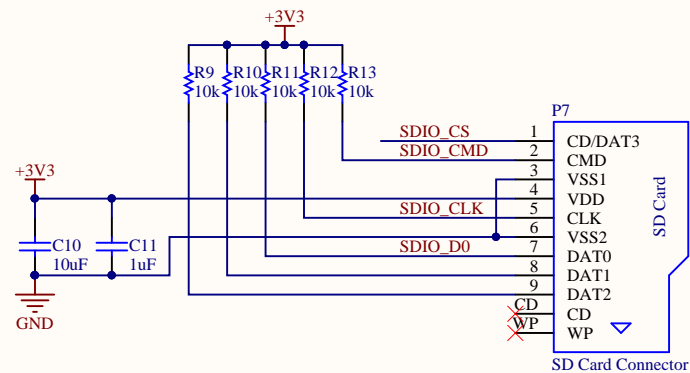 +3V3
R9 R10 R11 R12 R13
10k 10k 10k 10k 10k
P7
SDIO_CS 1 CD/DAT3
SDIO_CMD 2 CMD
3 VSS1
+3V3
4 VDD
SDIO_CLK 5 CLK
6 VSS2
SDIO_D0 7 DAT0
8 DAT1
9 DAT2
CD CD
WP WP
SD Card
C10 C11
10uF 1uF
GND
SD Card Connector